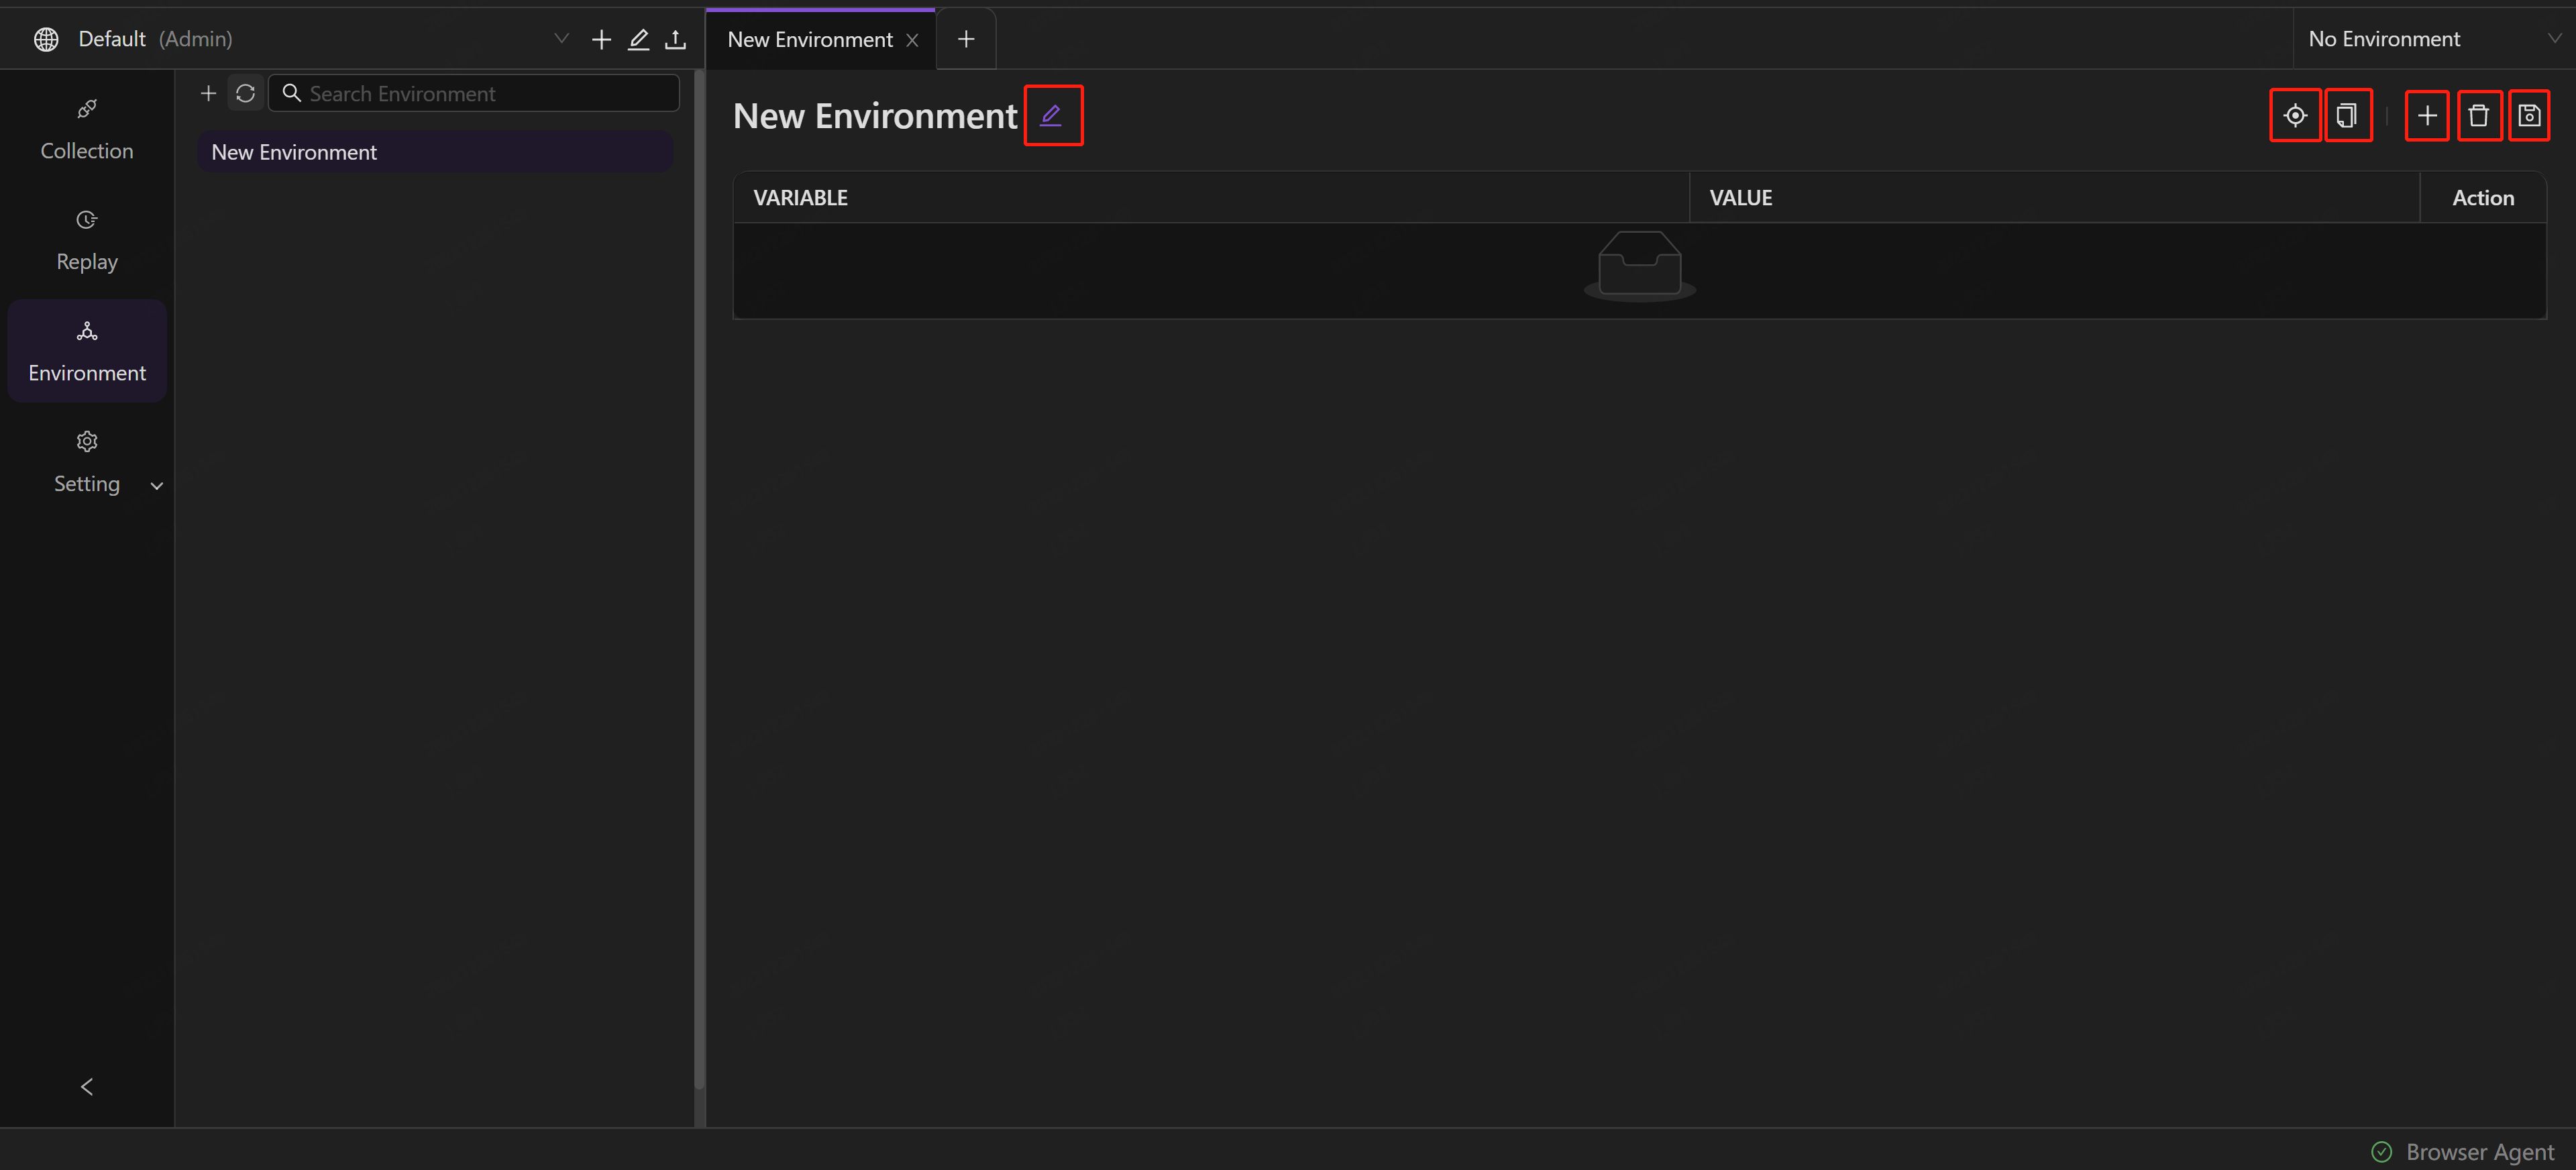 Default (Admin)
New Environment
No Environment
Collection
Replay
Environment
Setting
Search Environment
New Environment
New Environment
VARIABLE VALUE Action
Browser Agent